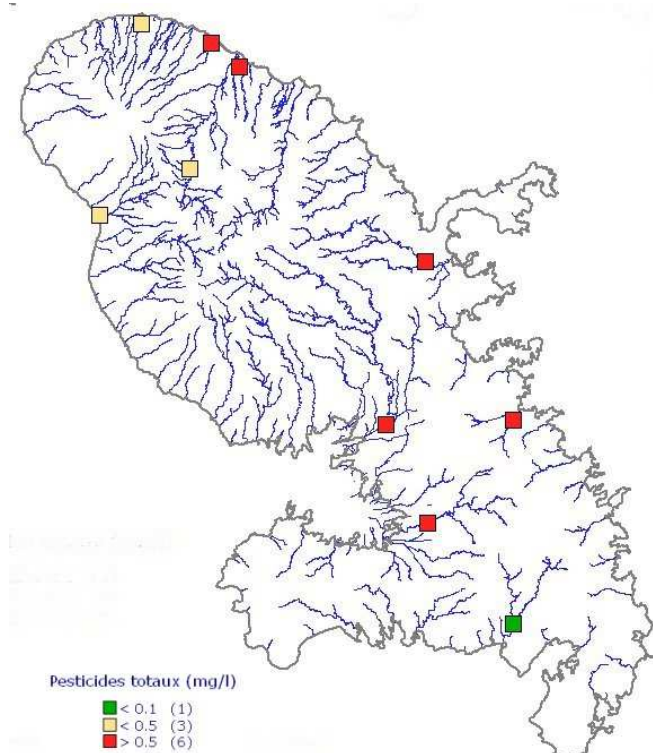 Pesticides totaux (mg/l)
< 0.1 (1)
< 0.5 (3)
> 0.5 (6)